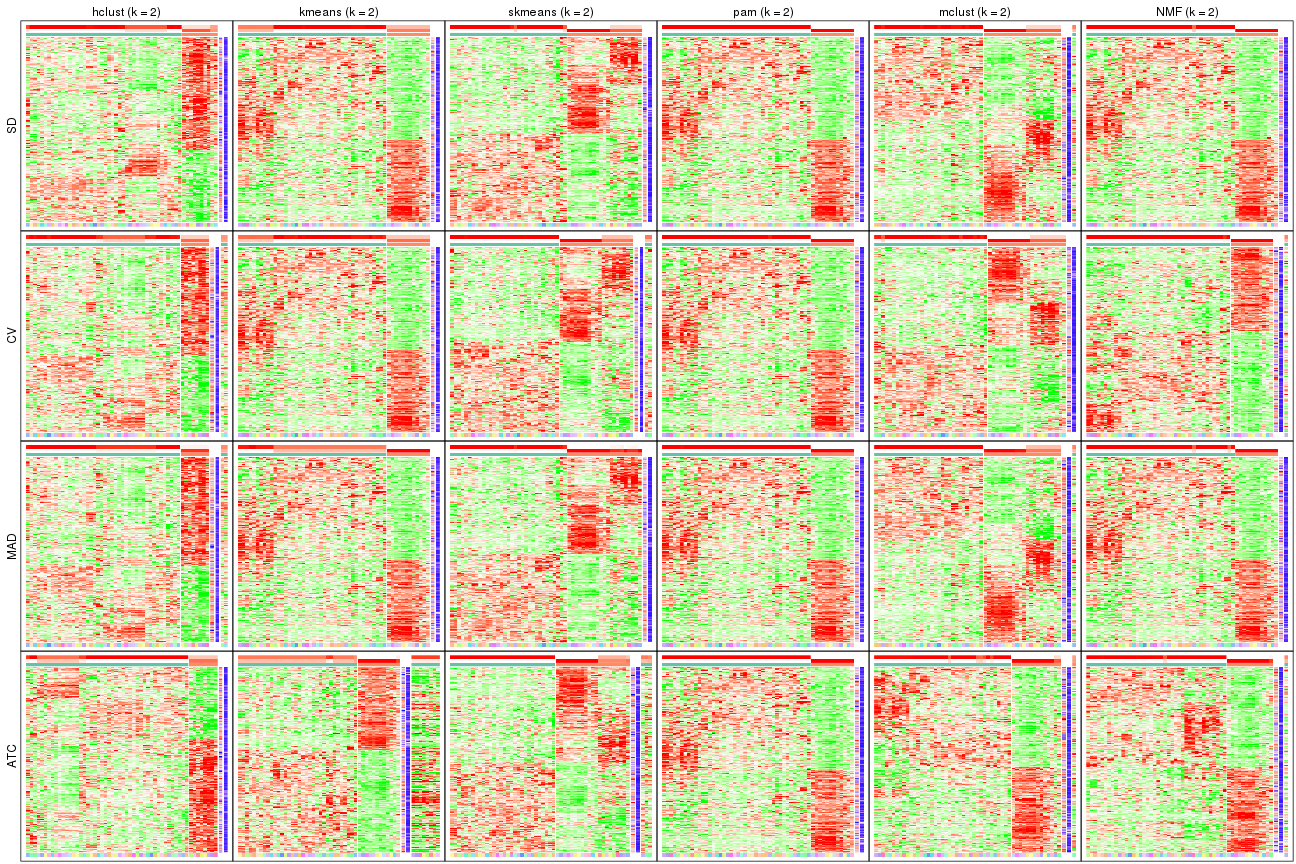 hclust (k = 2) kmeans (k = 2) skmeans (k = 2) pam (k = 2) mclust (k = 2) NMF (k = 2)
SD
CV
MAD
ATC